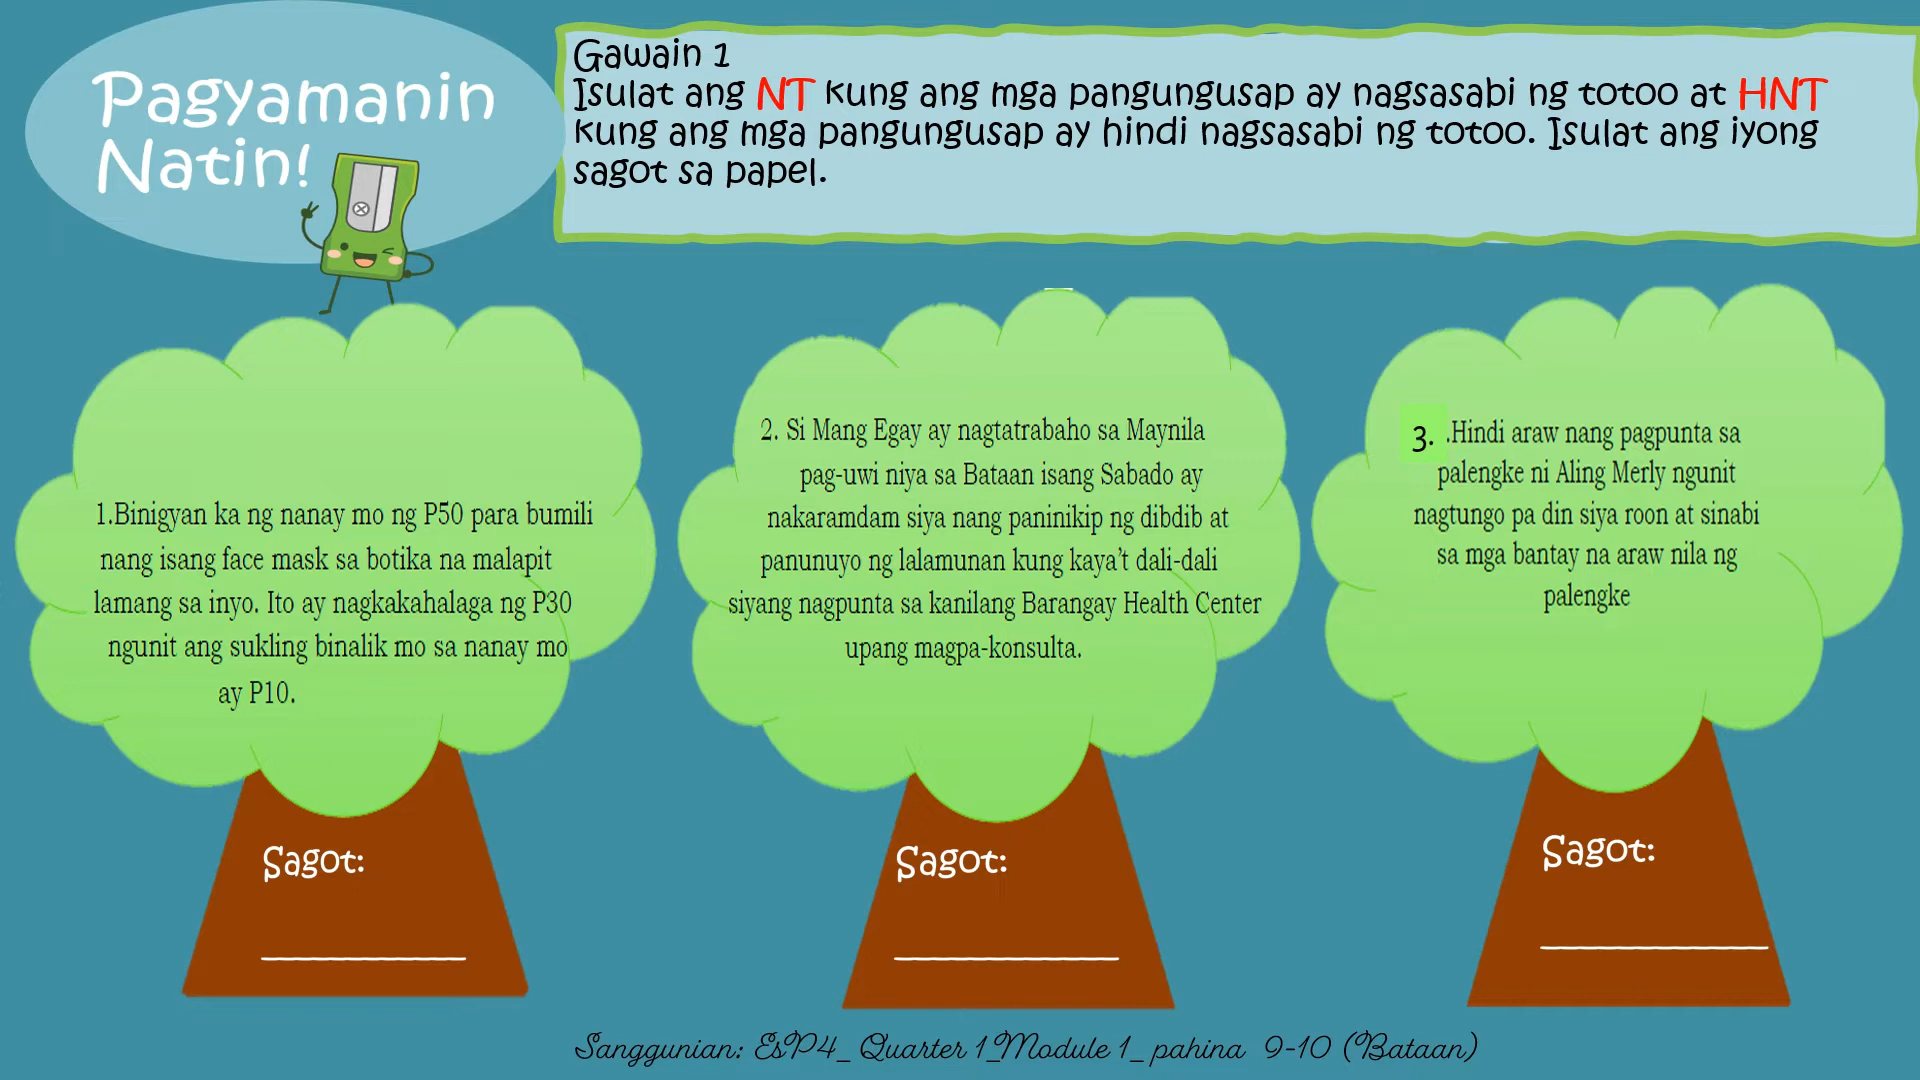 Pagyamanin
Natin!
Gawain 1
Isulat ang NT kung ang mga pangungusap ay nagsasabi ng totoo at HNT
kung ang mga pangungusap ay hindi nagsasabi ng totoo. Isulat ang iyong
sagot sa papel.
1.Binigyan ka ng nanay mo ng P50 para bumili
nang isang face mask sa botika na malapit
lamang sa inyo. Ito ay nagkakahalaga ng P30
ngunit ang sukling binalik mo sa nanay mo
ay P10.
Sagot:
2. Si Mang Egay ay nagtatrabaho sa Maynila
pag-uwi niya sa Bataan isang Sabado ay
nakaramdam siya nang paninikip ng dibdib at
panunuyo ng lalamunan kung kaya't dali-dali
siyang nagpunta sa kanilang Barangay Health Center
upang magpa-konsulta.
Sagot:
3. .Hindi araw nang pagpunta sa
palengke ni Aling Merly ngunit
nagtungo pa din siya roon at sinabi
sa mga bantay na araw nila ng
palengke
Sagot:
Sanggunian: EsP4_ Quarter 1_Module 1_ pahina 9-10 (Bataan)